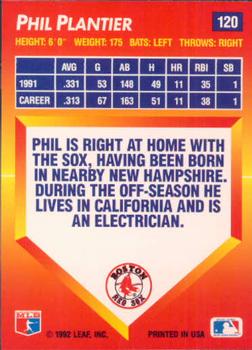 PHIL PLANTIER 120
HEIGHT: 6' 0" WEIGHT: 175 BATS: LEFT THROWS: RIGHT
AVG G AB H HR RBI SB
1991 .331 53 148 49 11 35 1
CAREER .313 67 163 51 11 38 1
PHIL IS RIGHT AT HOME WITH
THE SOX, HAVING BEEN BORN
IN NEARBY NEW HAMPSHIRE.
DURING THE OFF-SEASON HE
LIVES IN CALIFORNIA AND IS
AN ELECTRICIAN.
BOSTON
RED SOX
MLB
© 1992 LEAF, INC. PRINTED IN USA